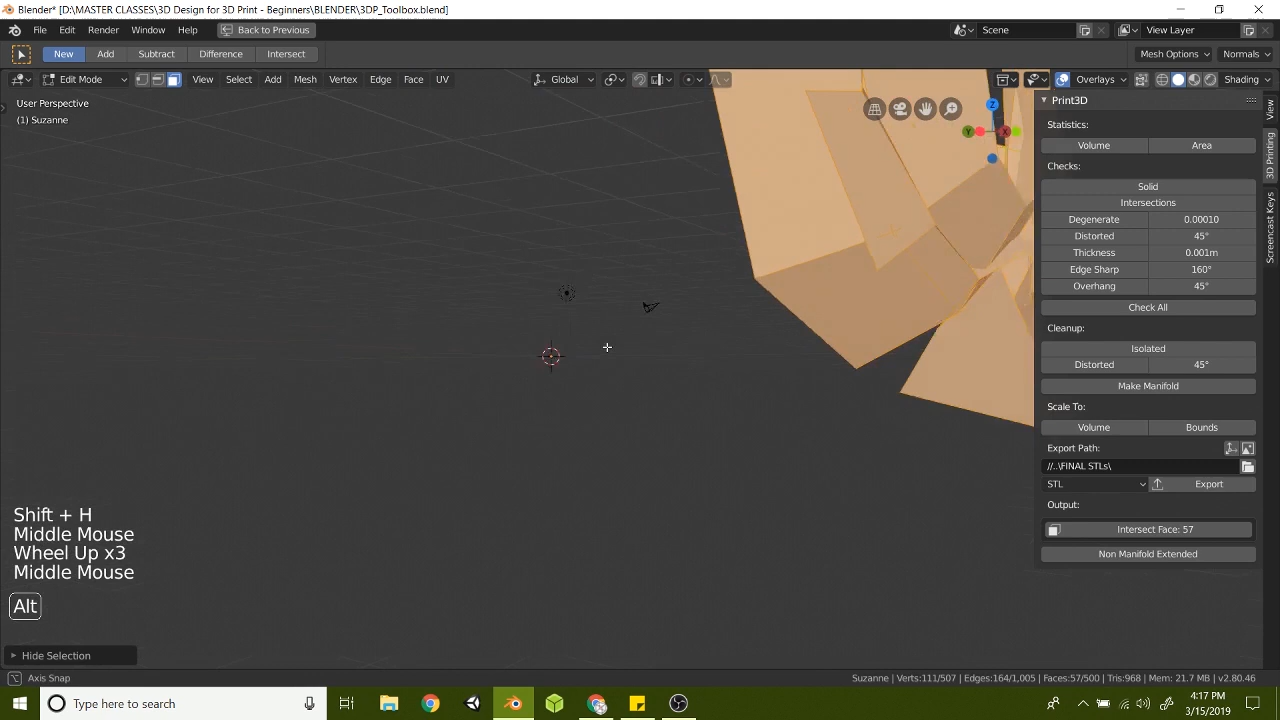 Blender* [D:\MASTER CLASSES\3D Design for 3D Print - Beginners\BLENDER\3DP_Toolbox.blend]
File Edit Render Window Help Back to Previous Scene View Layer
New Add Subtract Difference Intersect Mesh Options Normals
Edit Mode View Select Add Mesh Vertex Edge Face UV Global Overlays Shading
User Perspective
(1) Suzanne
Z
Y X
Print3D
Statistics:
Volume Area
Checks:
Solid
Intersections
Degenerate 0.00010
Distorted 45°
Thickness 0.001m
Edge Sharp 160°
Overhang 45°
Check All
Cleanup:
Isolated
Distorted 45°
Make Manifold
Scale To:
Volume Bounds
Export Path:
//..\FINAL STLs\
STL Export
Output:
Intersect Face: 57
Non Manifold Extended
View
3D Printing
Screencast Keys
Shift + H
Middle Mouse
Wheel Up x3
Middle Mouse
Alt
Hide Selection
Axis Snap Suzanne | Verts:111/507 | Edges:164/1,005 | Faces:57/500 | Tris:968 | Mem: 21.7 MB | v2.80.46
Type here to search
4:17 PM
3/15/2019